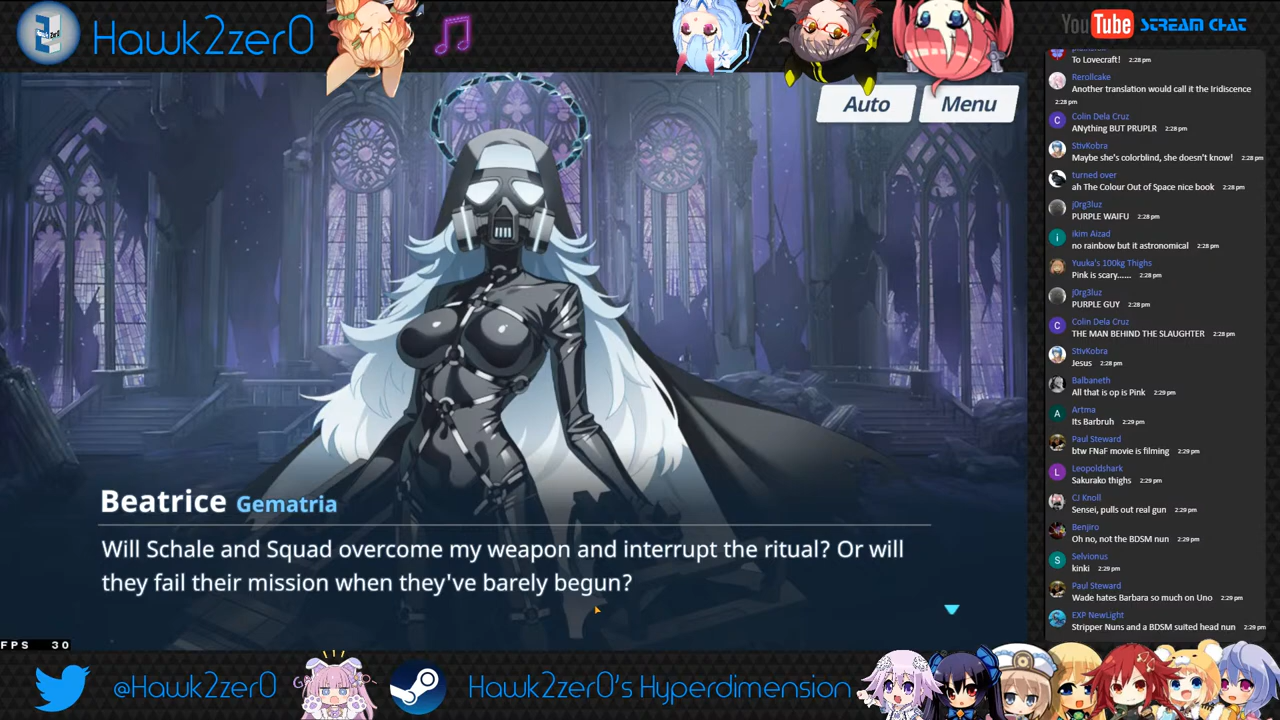 Hawk2zer0
YouTube STREAM CHAT
Auto
Menu
Beatrice Gematria
Will Schale and Squad overcome my weapon and interrupt the ritual? Or will
they fail their mission when they've barely begun?
FPS 30
@Hawk2zer0
Hawk2zer0's Hyperdimension
To Lovecraft! 2:28 pm
Rerollcake
Another translation would call it the Iridiscence
2:28 pm
Colin Dela Cruz
ANything BUT PRUPLR 2:28 pm
StivKobra
Maybe she's colorblind, she doesn't know! 2:28 pm
turned over
ah The Colour Out of Space nice book 2:28 pm
j0rg3luz
PURPLE WAIFU 2:28 pm
ikim Aizad
no rainbow but it astronomical 2:28 pm
Yuuka's 100kg Thighs
Pink is scary...... 2:28 pm
j0rg3luz
PURPLE GUY 2:28 pm
Colin Dela Cruz
THE MAN BEHIND THE SLAUGHTER 2:28 pm
StivKobra
Jesus 2:28 pm
Balbaneth
All that is op is Pink 2:29 pm
Artma
Its Barbruh 2:29 pm
Paul Steward
btw FNaF movie is filming 2:29 pm
Leopoldshark
Sakurako thighs 2:29 pm
CJ Knoll
Sensei, pulls out real gun 2:29 pm
Benjiro
Oh no, not the BDSM nun 2:29 pm
Selvionus
kinki 2:29 pm
Paul Steward
Wade hates Barbara so much on Uno 2:29 pm
EXP NewLight
Stripper Nuns and a BDSM suited head nun 2:29 pm